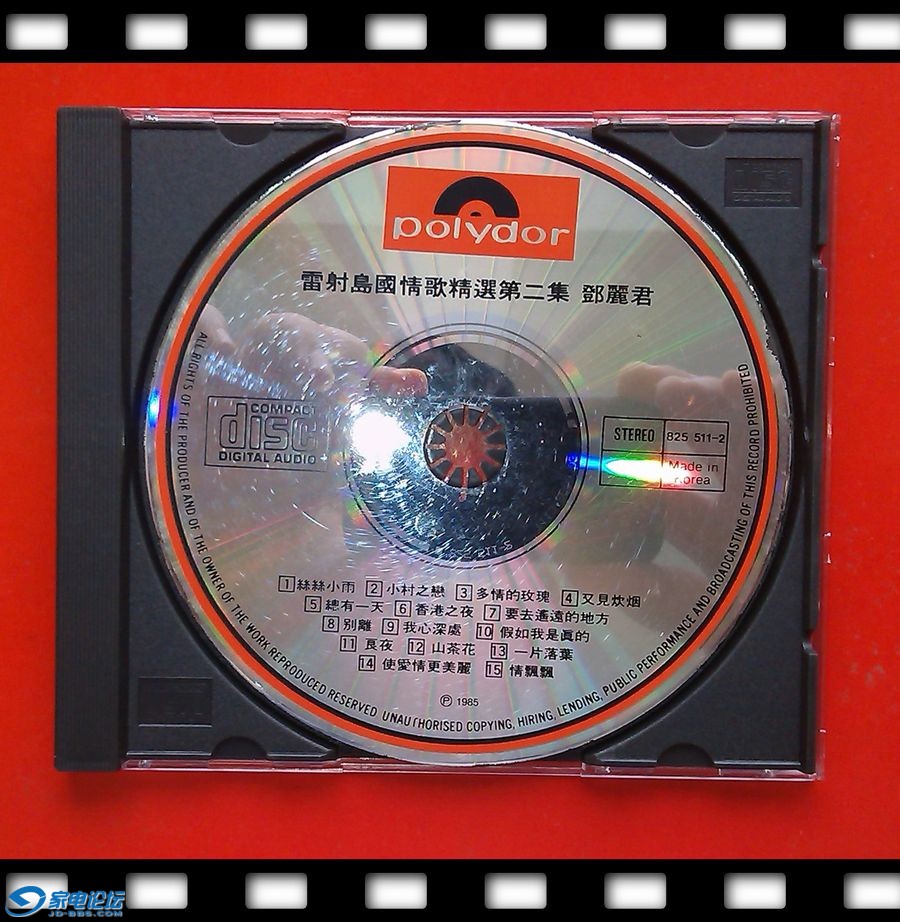 polydor
雷射島國情歌精選第二集 鄧麗君
COMPACT
disc
DIGITAL AUDIO
STEREO 825 511-2
Made in
Korea
1 絲絲小雨 2 小村之戀 3 多情的玫瑰 4 又見炊烟
5 總有一天 6 香港之夜 7 要去遙遠的地方
8 别離 9 我心深處 10 假如我是眞的
11 良夜 12 山茶花 13 一片落葉
14 使愛情更美麗 15 情飄飄
Ⓟ 1985
ALL RIGHTS OF THE PRODUCER AND OF THE OWNER OF THE WORK REPRODUCED RESERVED UNAUTHORISED COPYING, HIRING, LENDING, PUBLIC PERFORMANCE AND BROADCASTING OF THIS RECORD PROHIBITED
家电论坛
JD-BBS.COM